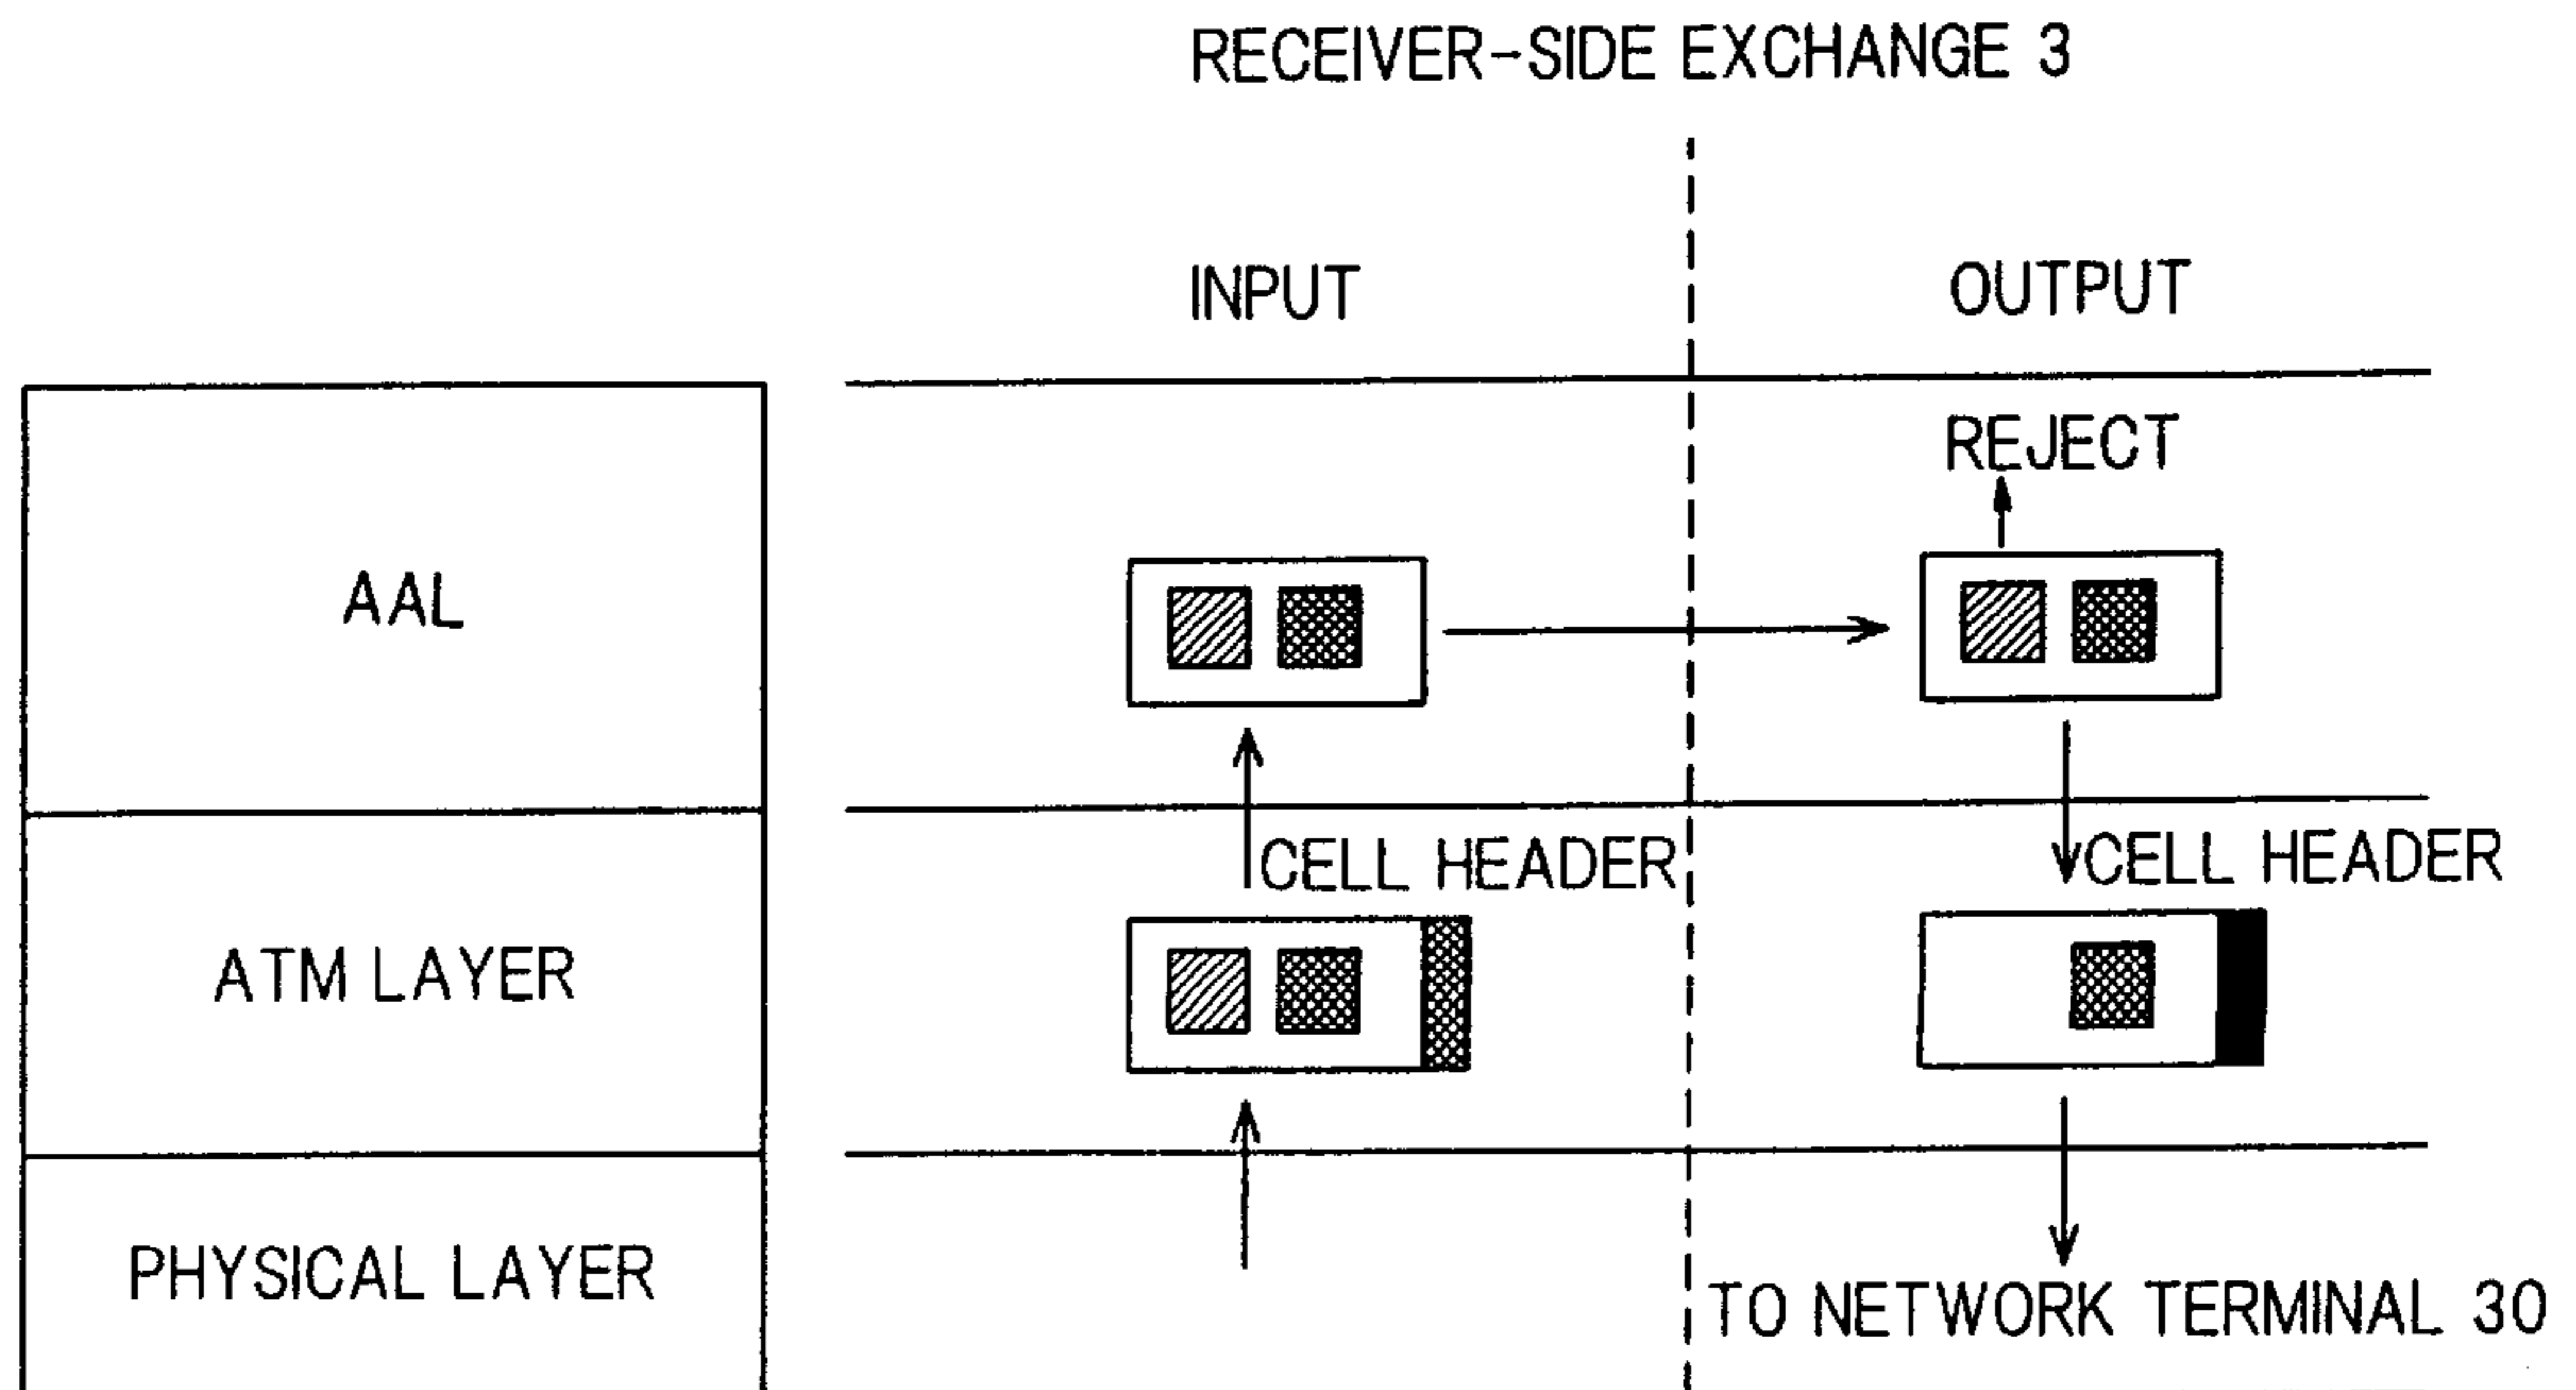 RECEIVER-SIDE EXCHANGE 3
INPUT
OUTPUT
REJECT
AAL
CELL HEADER
CELL HEADER
ATM LAYER
PHYSICAL LAYER
TO NETWORK TERMINAL 30